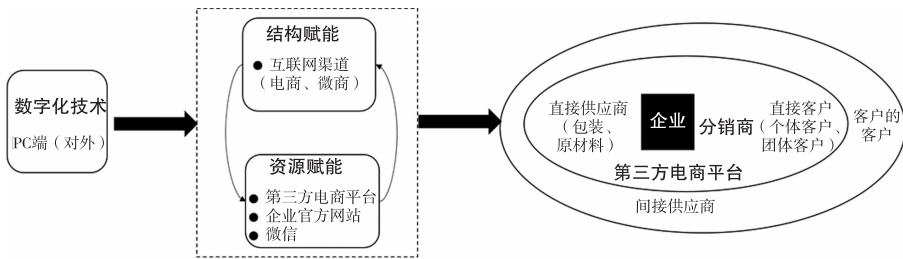 数字化技术
PC端（对外）
结构赋能
互联网渠道
（电商、微商）
资源赋能
第三方电商平台
企业官方网站
微信
直接供应商
（包装、
原材料）
企业
分销商
直接客户
（个体客户、
团体客户）
客户的
客户
第三方电商平台
间接供应商